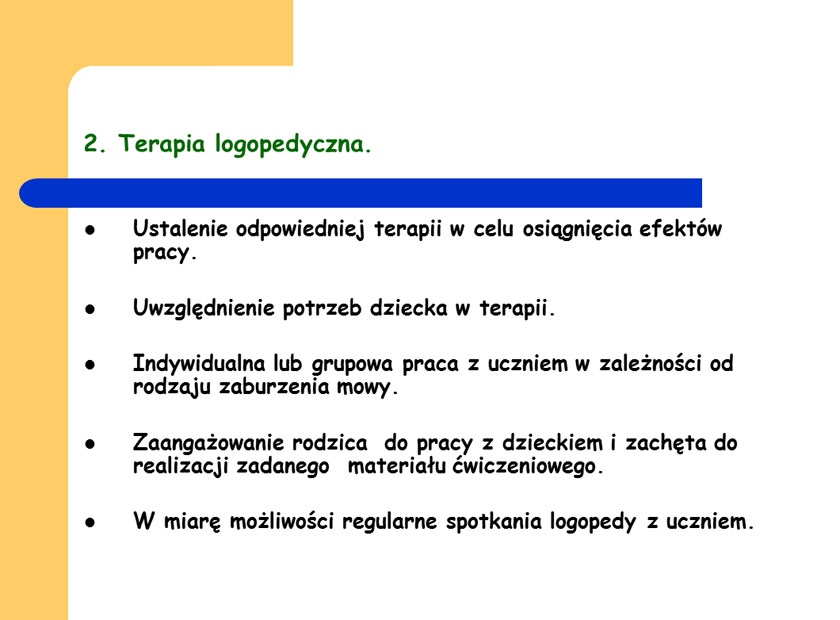 2. Terapia logopedyczna.
● Ustalenie odpowiedniej terapii w celu osiągnięcia efektów
pracy.
● Uwzględnienie potrzeb dziecka w terapii.
● Indywidualna lub grupowa praca z uczniem w zależności od
rodzaju zaburzenia mowy.
● Zaangażowanie rodzica do pracy z dzieckiem i zachęta do
realizacji zadanego materiału ćwiczeniowego.
● W miarę możliwości regularne spotkania logopedy z uczniem.